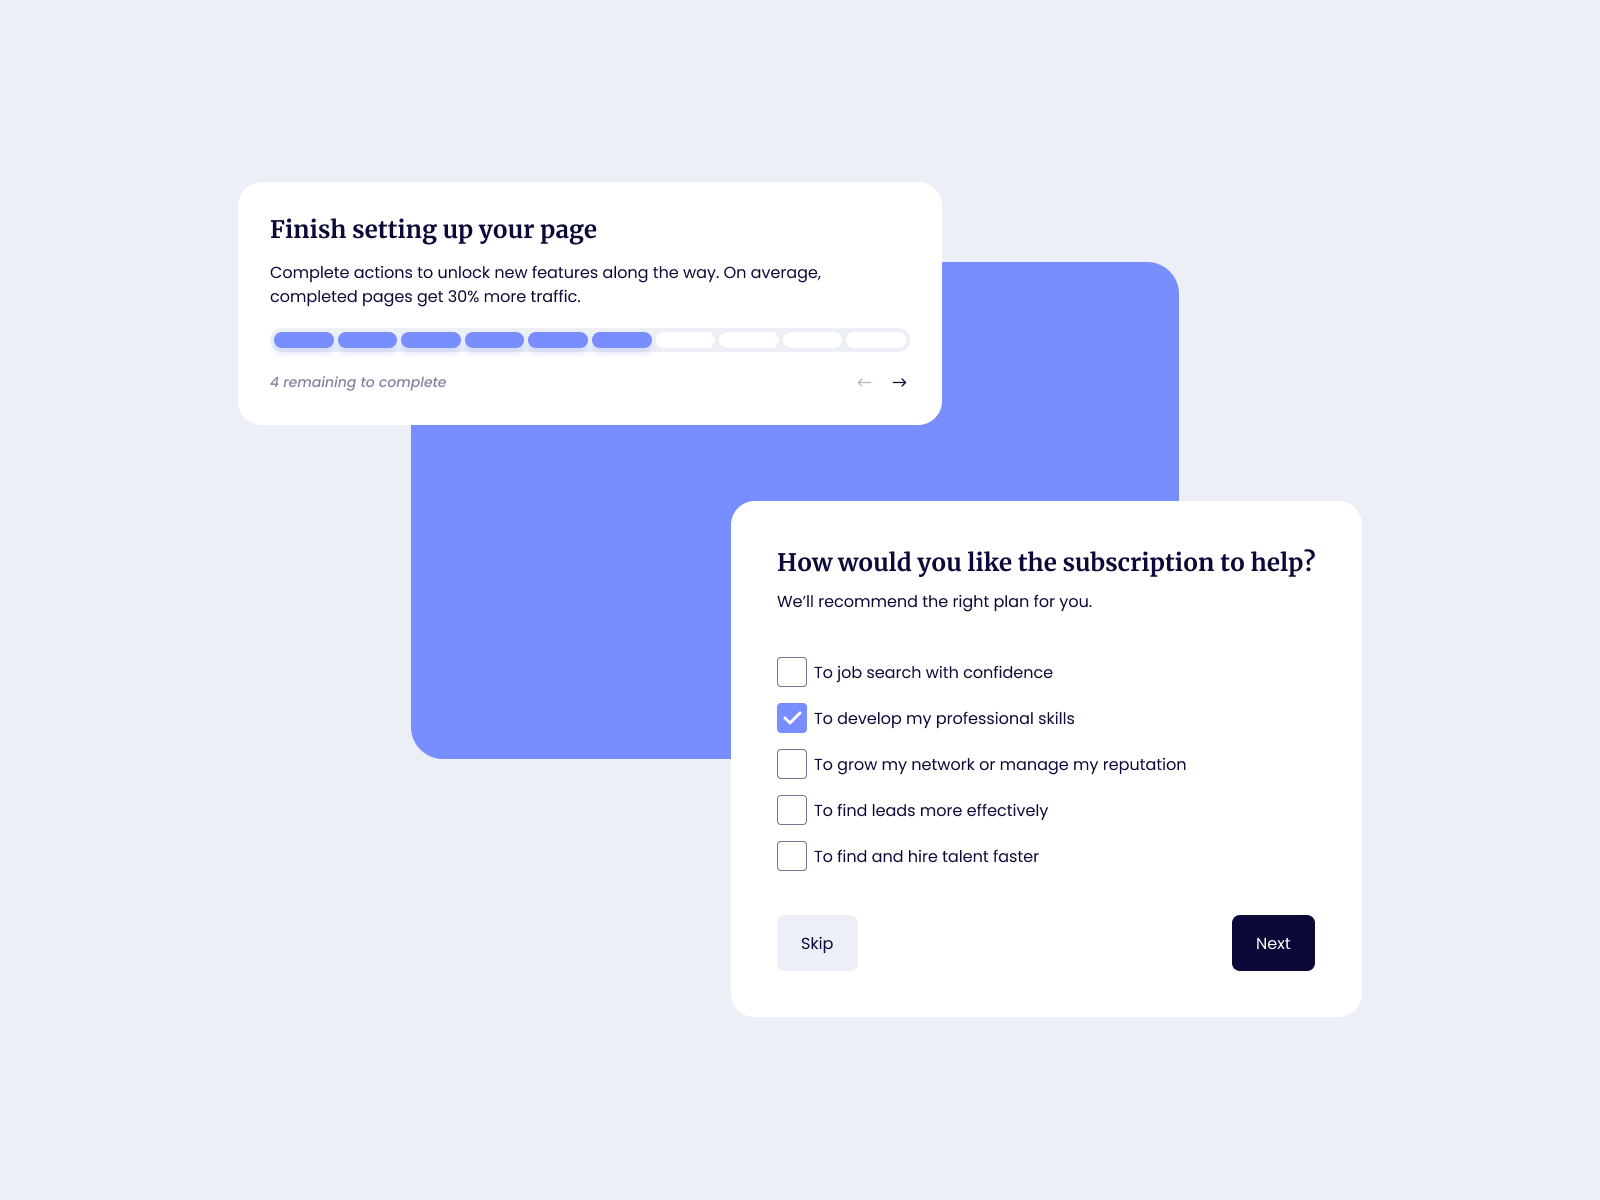 Finish setting up your page
Complete actions to unlock new features along the way. On average,
completed pages get 30% more traffic.
4 remaining to complete
How would you like the subscription to help?
We’ll recommend the right plan for you.
To job search with confidence
To develop my professional skills
To grow my network or manage my reputation
To find leads more effectively
To find and hire talent faster
Skip
Next